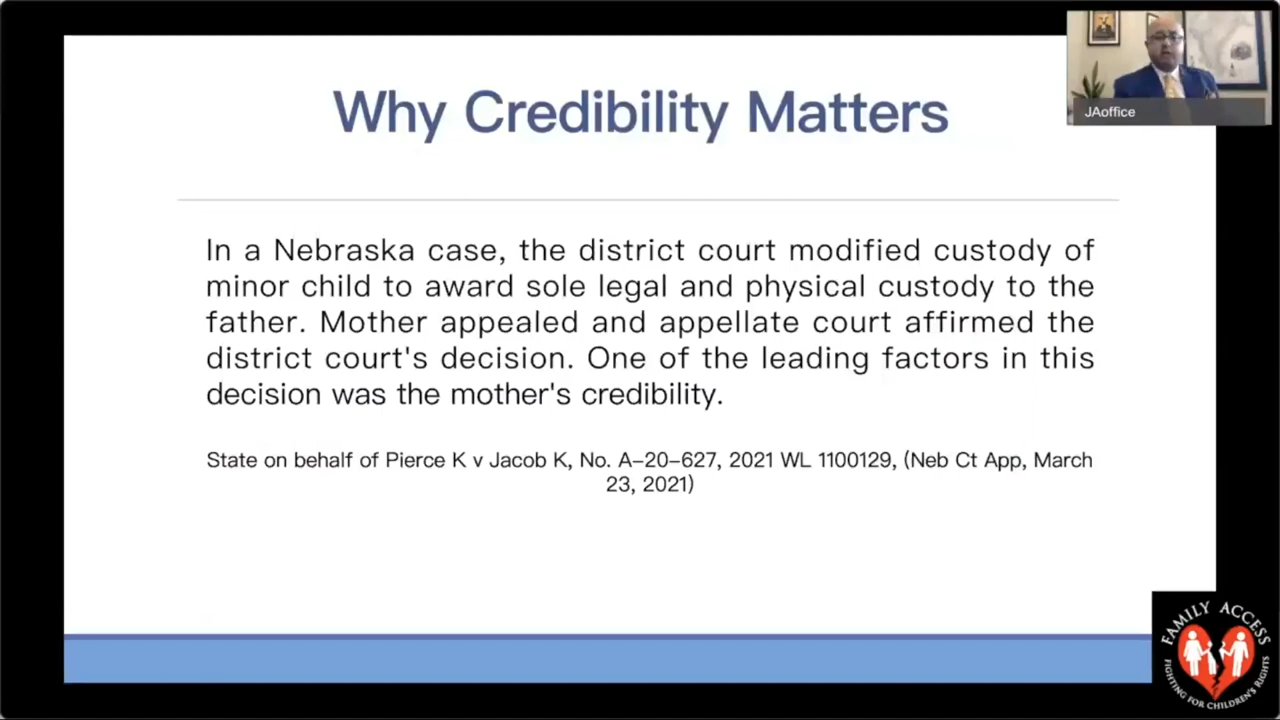 Why Credibility Matters
JAoffice
In a Nebraska case, the district court modified custody of
minor child to award sole legal and physical custody to the
father. Mother appealed and appellate court affirmed the
district court's decision. One of the leading factors in this
decision was the mother's credibility.
State on behalf of Pierce K v Jacob K, No. A–20–627, 2021 WL 1100129, (Neb Ct App, March
23, 2021)
FAMILY ACCESS
FIGHTING FOR CHILDREN'S RIGHTS